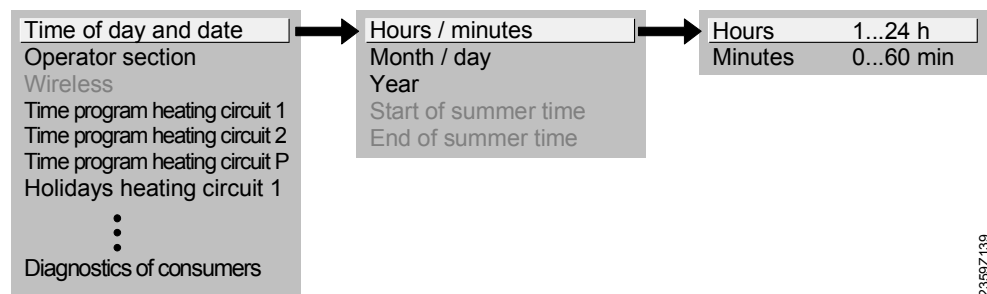 Time of day and date
Operator section
Wireless
Time program heating circuit 1
Time program heating circuit 2
Time program heating circuit P
Holidays heating circuit 1
Diagnostics of consumers
Hours / minutes
Month / day
Year
Start of summer time
End of summer time
Hours 1...24 h
Minutes 0...60 min
2359Z139